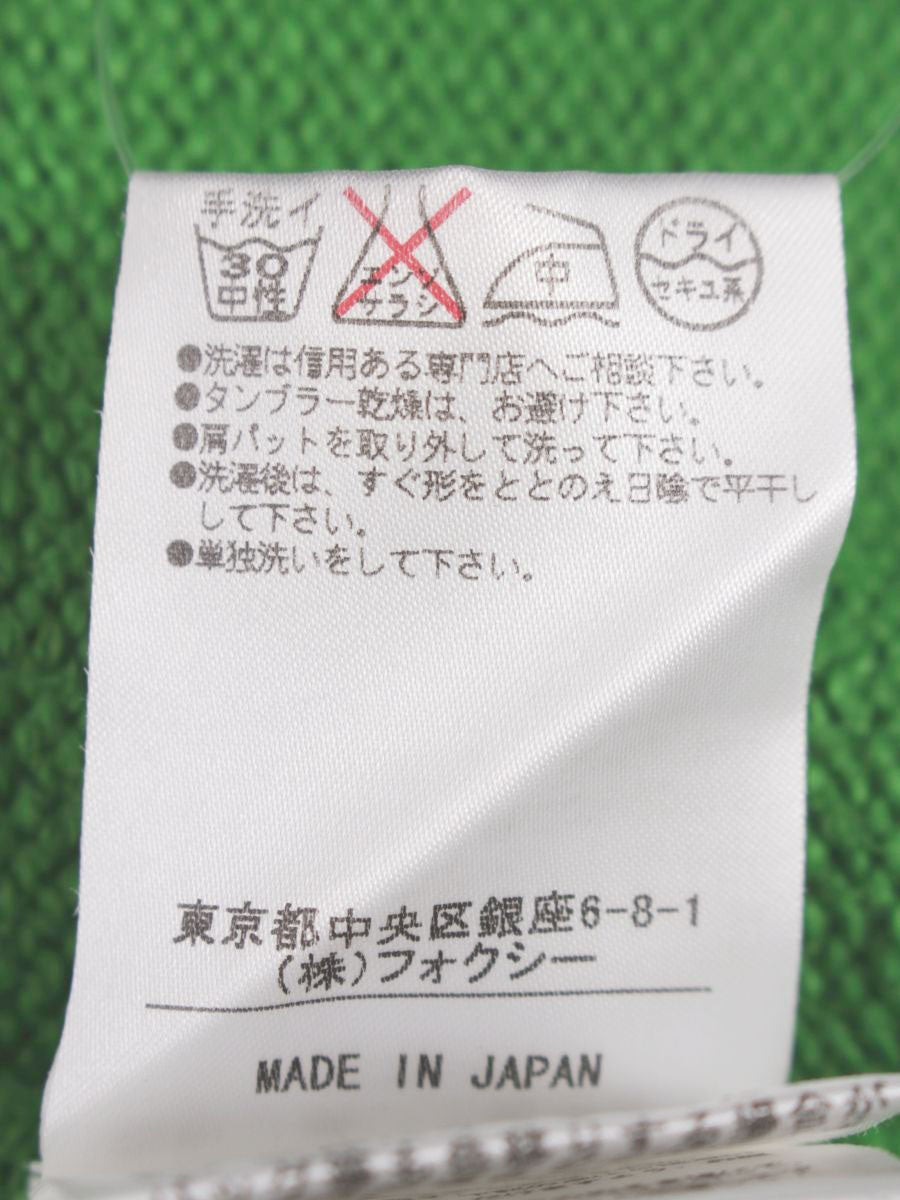 手洗イ
30
中性
エンソ
サラシ
中
ドライ
セキユ系
●洗濯は信用ある専門店へご相談下さい。
●タンブラー乾燥は、お避け下さい。
●肩パットを取り外して洗って下さい。
●洗濯後は、すぐ形をととのえ日陰で平干し
して下さい。
●単独洗いをして下さい。
東京都中央区銀座6-8-1
(株)フォクシー
MADE IN JAPAN